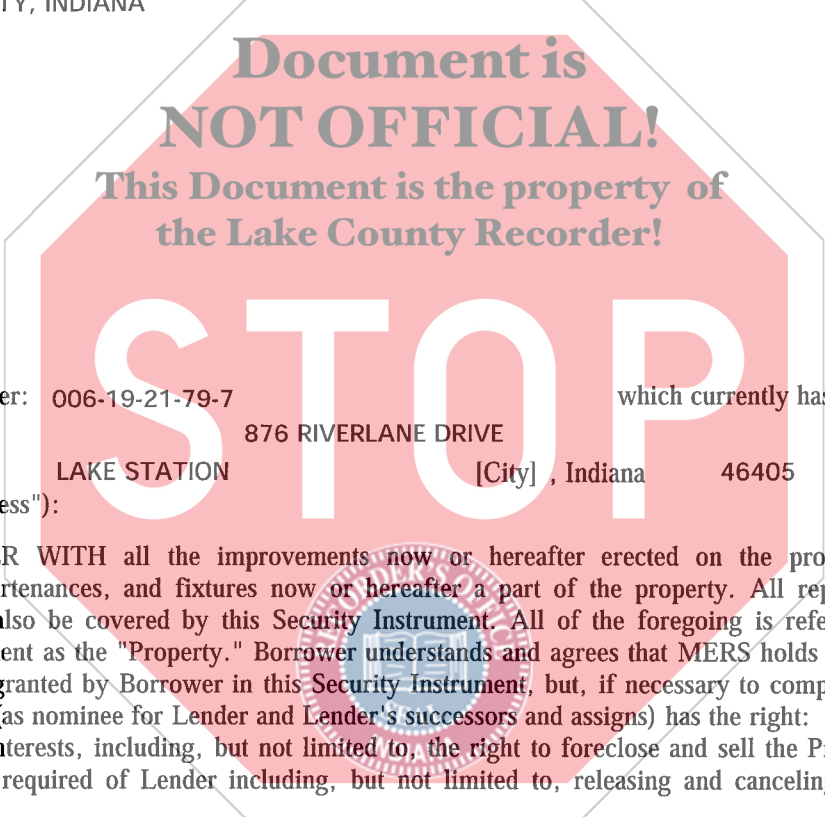 TY, INDIANA
Document is
NOT OFFICIAL!
This Document is the property of
the Lake County Recorder!
STOP
er: 006-19-21-79-7 which currently has
876 RIVERLANE DRIVE
LAKE STATION [City] , Indiana 46405
ess"):
R WITH all the improvements now or hereafter erected on the pro
rtenances, and fixtures now or hereafter a part of the property. All rep
lso be covered by this Security Instrument. All of the foregoing is refe
ent as the "Property." Borrower understands and agrees that MERS holds
granted by Borrower in this Security Instrument, but, if necessary to comp
(as nominee for Lender and Lender's successors and assigns) has the right:
nterests, including, but not limited to, the right to foreclose and sell the P
required of Lender including, but not limited to, releasing and canceling
RECORDER'S OFFICE
SEAL
INDIANA